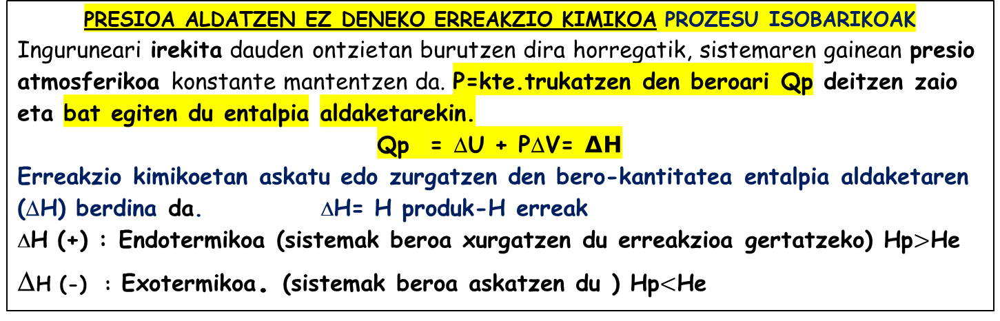 PRESIOA ALDATZEN EZ DENEKO ERREAKZIO KIMIKOA PROZESU ISOBARIKOAK
Inguruneari irekita dauden ontzietan burutzen dira horregatik, sistemaren gainean presio
atmosferikoa konstante mantentzen da. P=kte.trukatzen den beroari Qp deitzen zaio
eta bat egiten du entalpia aldaketarekin.
Qp = ∆U + P∆V= ΔH
Erreakzio kimikoetan askatu edo zurgatzen den bero-kantitatea entalpia aldaketaren
(∆H) berdina da. ∆H= H produk-H erreak
∆H (+) : Endotermikoa (sistemak beroa xurgatzen du erreakzioa gertatzeko) Hp>He
∆H (-) : Exotermikoa. (sistemak beroa askatzen du ) Hp<He